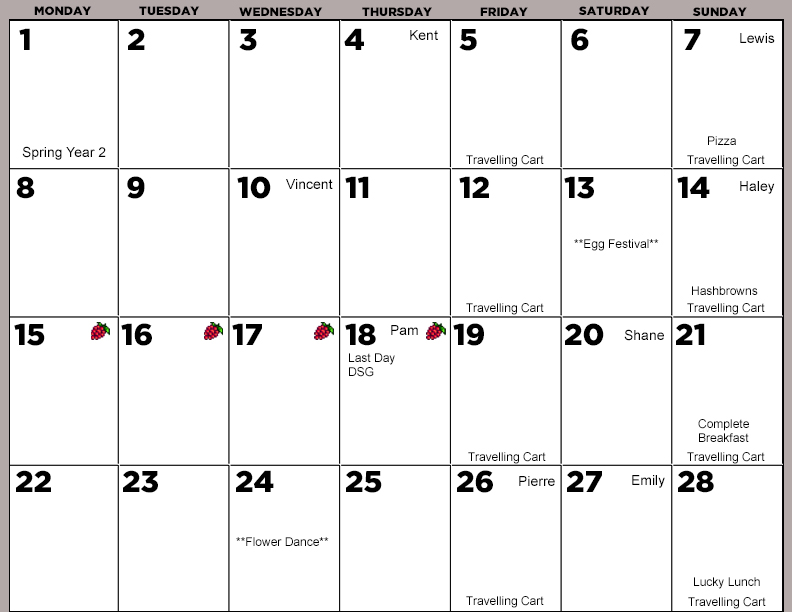 MONDAY TUESDAY WEDNESDAY THURSDAY FRIDAY SATURDAY SUNDAY
1 2 3 4 Kent 5 6 7 Lewis
Spring Year 2
Travelling Cart
Pizza
Travelling Cart
8 9 10 Vincent 11 12 13 14 Haley
Travelling Cart
**Egg Festival**
Hashbrowns
Travelling Cart
15 16 17 18 Pam 19 20 Shane 21
Last Day
DSG
Travelling Cart
Complete
Breakfast
Travelling Cart
22 23 24 25 26 Pierre 27 Emily 28
**Flower Dance**
Travelling Cart
Lucky Lunch
Travelling Cart